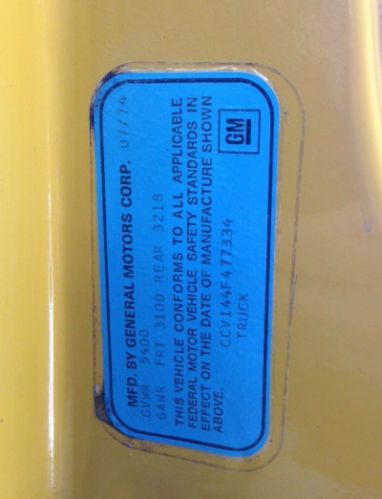 MFD. BY GENERAL MOTORS CORP. 01/74
GVWR 5400
GAWR FRT 3100 REAR 3218
THIS VEHICLE CONFORMS TO ALL APPLICABLE
FEDERAL MOTOR VEHICLE SAFETY STANDARDS IN
EFFECT ON THE DATE OF MANUFACTURE SHOWN
ABOVE.
CCV144F477334
TRUCK
GM